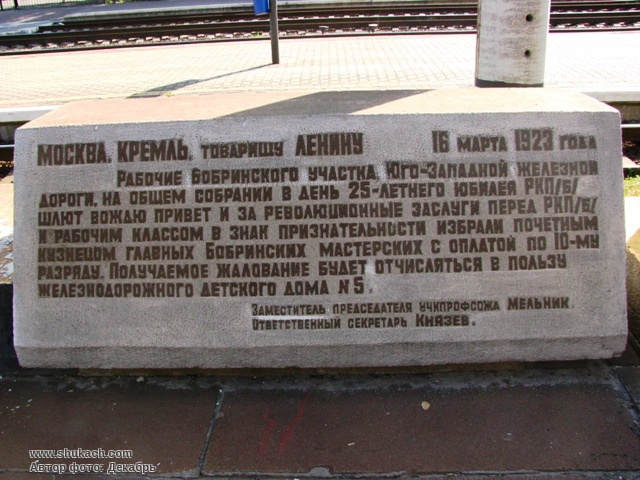 Москва, Кремль, товарищу Ленину 16 марта 1923 года
Рабочие Бобринского участка Юго-Западной железной
дороги, на общем собрании в день 25-летнего юбилея РКП/б/
шлют вождю привет и за революционные заслуги перед РКП/б/
и рабочим классом в знак признательности избрали почетным
кузнецом главных Бобринских мастерских с оплатой по 10-му
разряду. Получаемое жалование будет отчисляться в пользу
железнодорожного детского дома №5.
Заместитель председателя учкпрофсожа Мельник.
Ответственный секретарь Князев.
www.shukach.com
Автор фото: Декабрь